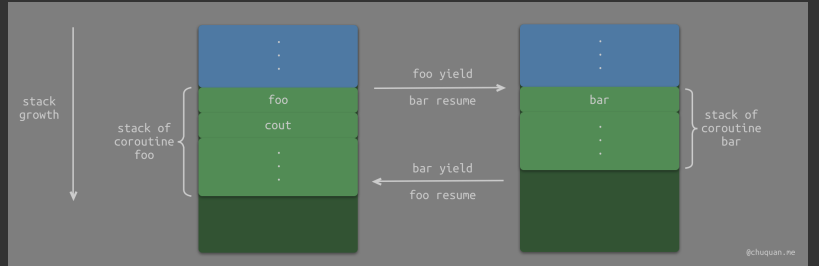 stack
growth
stack of
coroutine
foo
.
.
.
foo
cout
.
.
.
foo yield
bar resume
bar yield
foo resume
.
.
.
bar
.
.
.
stack of
coroutine
bar
@chuquan.me